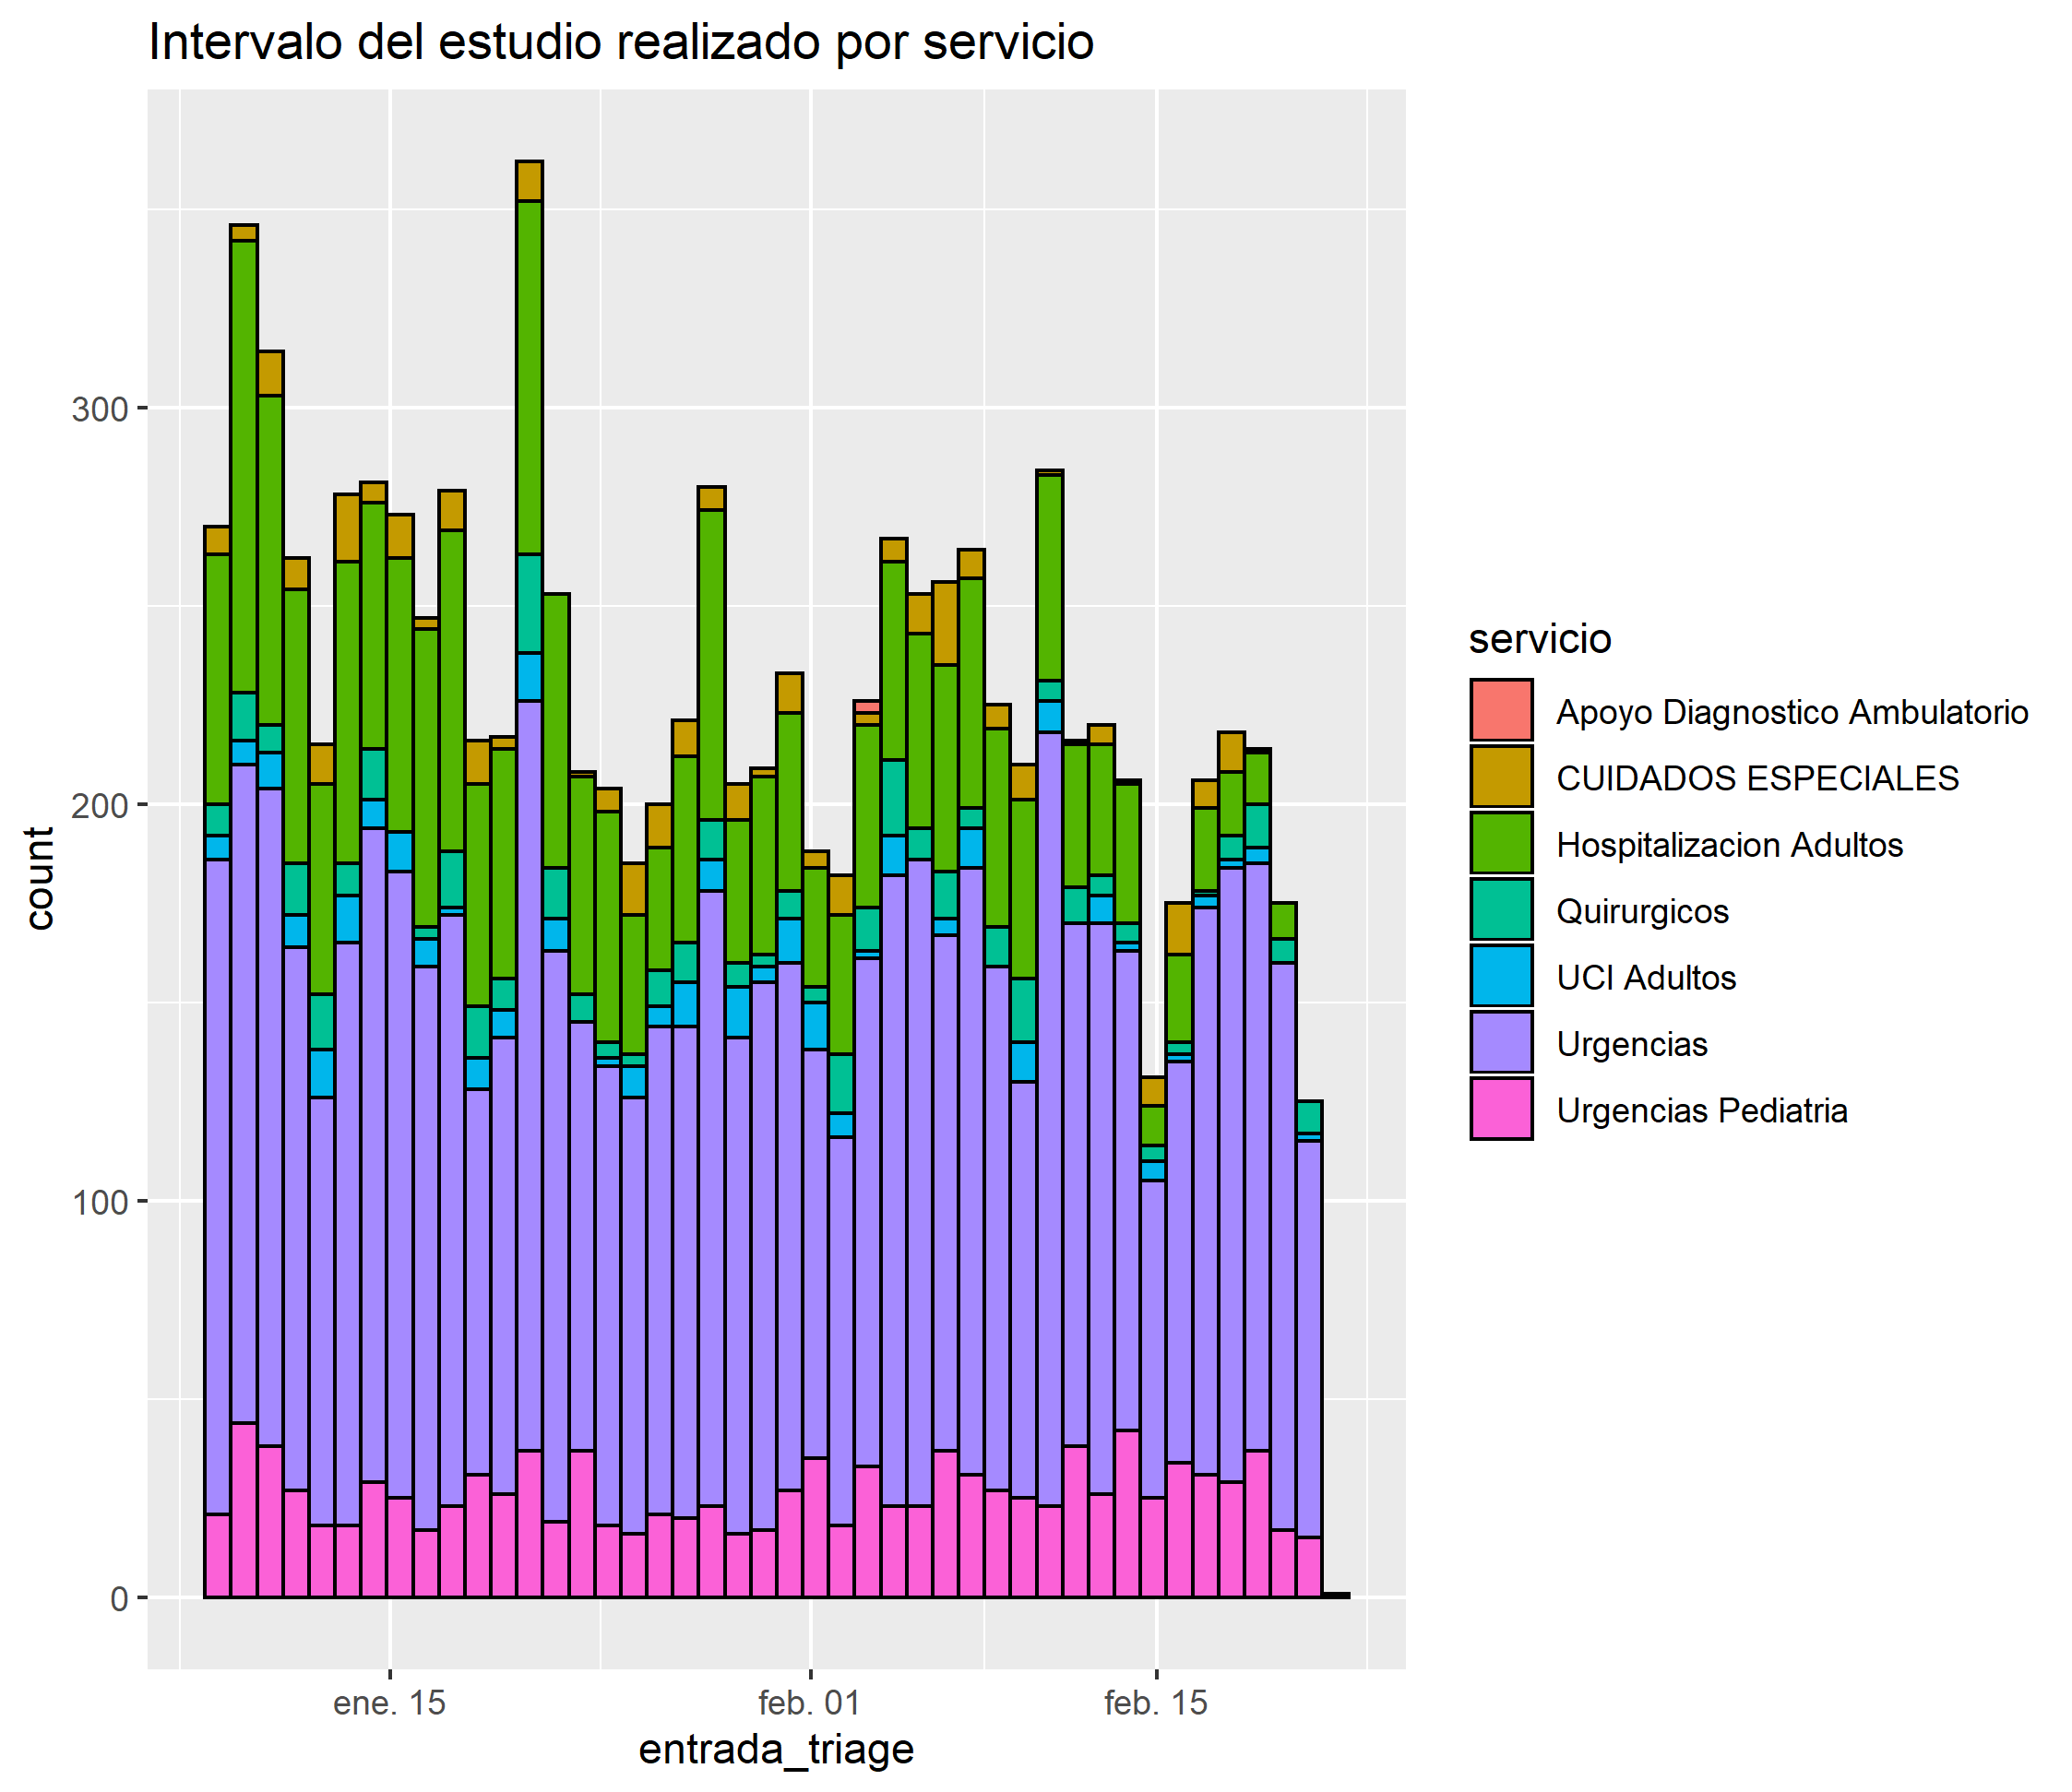 Intervalo del estudio realizado por servicio
count
300
200
100
0
ene. 15
feb. 01
feb. 15
entrada_triage
servicio
Apoyo Diagnostico Ambulatorio
CUIDADOS ESPECIALES
Hospitalizacion Adultos
Quirurgicos
UCI Adultos
Urgencias
Urgencias Pediatria